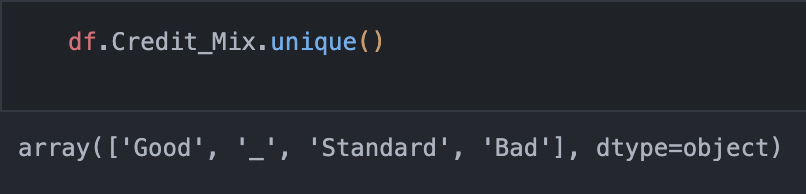 df.Credit_Mix.unique()
array(['Good', '_', 'Standard', 'Bad'], dtype=object)